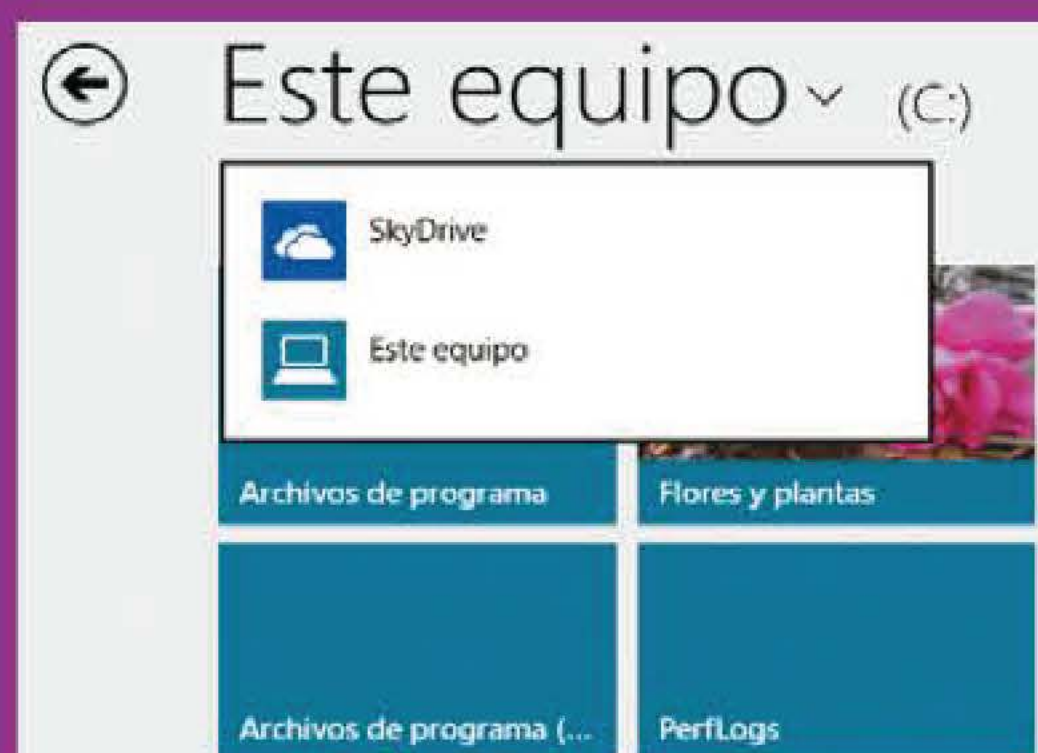 Este equipo (C:)
SkyDrive
Este equipo
Archivos de programa
Flores y plantas
Archivos de programa (...
PerfLogs